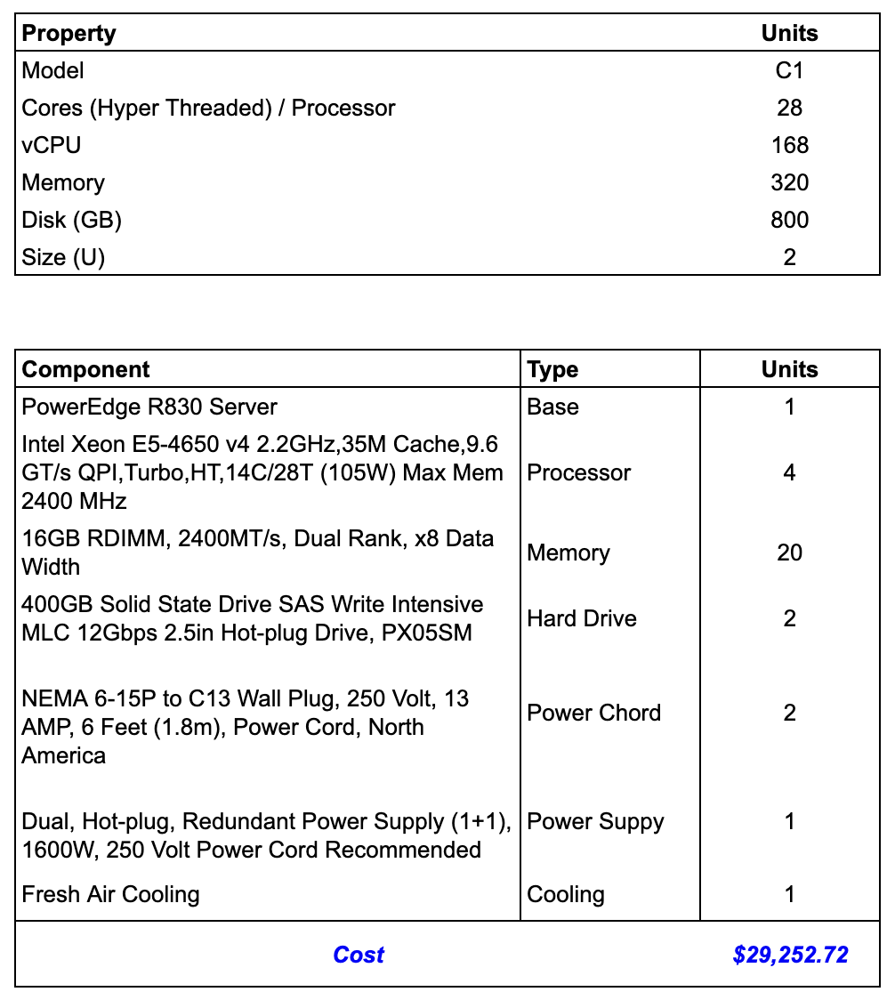 Property Units
Model C1
Cores (Hyper Threaded) / Processor 28
vCPU 168
Memory 320
Disk (GB) 800
Size (U) 2
Component Type Units
PowerEdge R830 Server Base 1
Intel Xeon E5-4650 v4 2.2GHz,35M Cache,9.6
GT/s QPI,Turbo,HT,14C/28T (105W) Max Mem Processor 4
2400 MHz
16GB RDIMM, 2400MT/s, Dual Rank, x8 Data
Width Memory 20
400GB Solid State Drive SAS Write Intensive
MLC 12Gbps 2.5in Hot-plug Drive, PX05SM Hard Drive 2
NEMA 6-15P to C13 Wall Plug, 250 Volt, 13
AMP, 6 Feet (1.8m), Power Cord, North Power Chord 2
America
Dual, Hot-plug, Redundant Power Supply (1+1), Power Suppy 1
1600W, 250 Volt Power Cord Recommended
Fresh Air Cooling Cooling 1
Cost $29,252.72